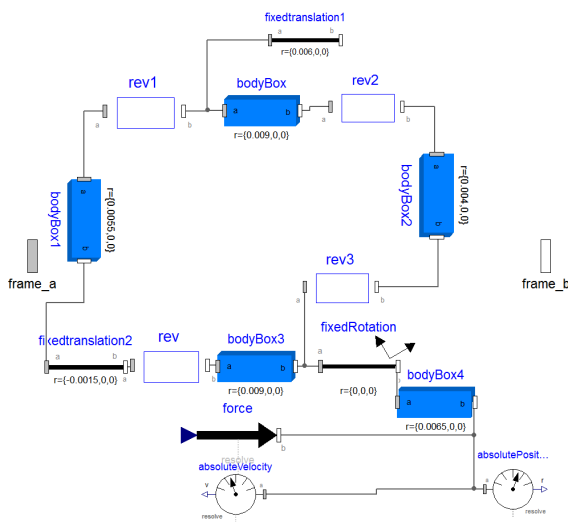 fixedtranslation1
a
b
r={0.006,0,0}
rev1
a
b
bodyBox
a
b
r={0.009,0,0}
rev2
a
b
bodyBox1
a
b
r={0.0055,0,0}
bodyBox2
a
b
r={0.004,0,0}
frame_a
frame_b
rev3
a
b
fixedtranslation2
a
b
r={-0.0015,0,0}
rev
a
b
bodyBox3
a
b
r={0.009,0,0}
fixedRotation
a
b
r={0,0,0}
bodyBox4
a
b
r={0.0065,0,0}
force
b
resolve
absoluteVelocity
v
a
resolve
absolutePosit...
a
r
resolve